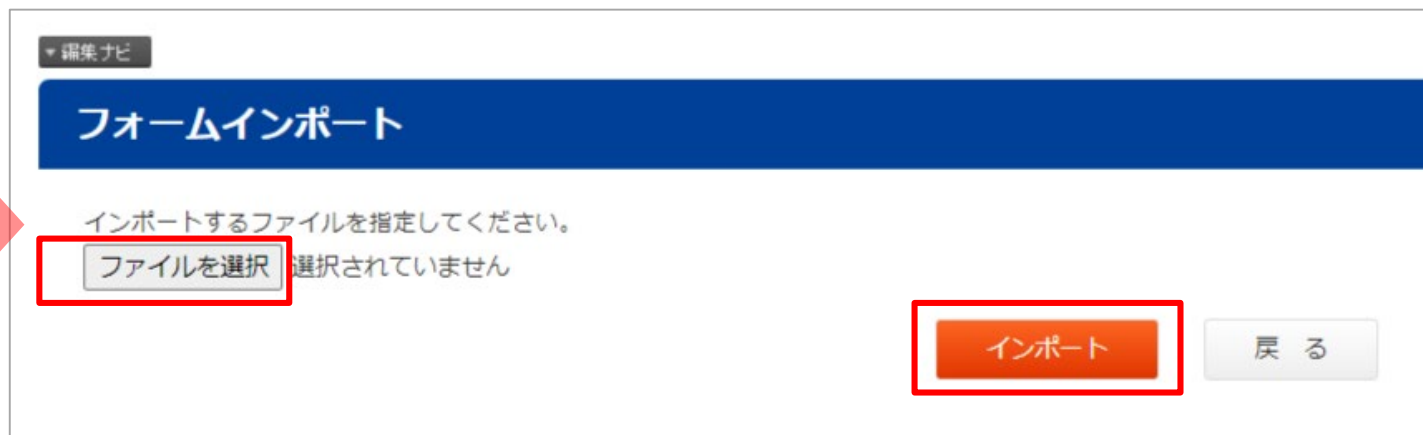 編集ナビ
フォームインポート
インポートするファイルを指定してください。
ファイルを選択 選択されていません
インポート 戻 る